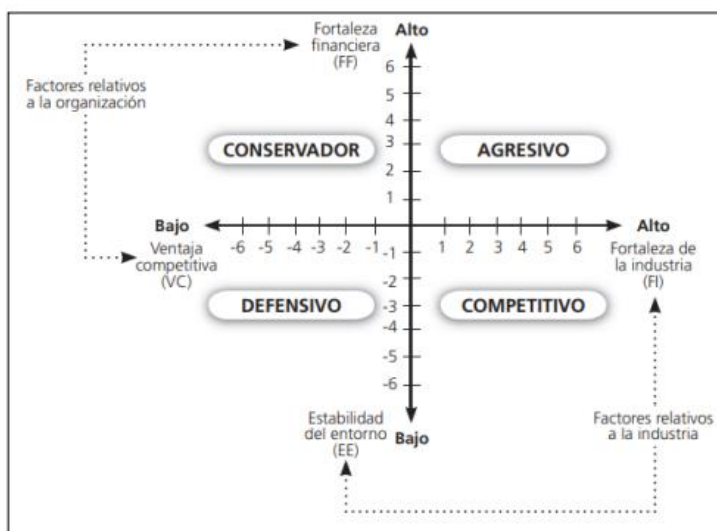 Fortaleza
financiera
(FF)
Alto
Factores relativos
a la organización
6
5
4
3
2
1
CONSERVADOR
AGRESIVO
Bajo
Alto
-6 -5 -4 -3 -2 -1
1 2 3 4 5 6
Ventaja
competitiva
(VC)
Fortaleza de
la industria
(FI)
-1
-2
-3
-4
-5
-6
DEFENSIVO
COMPETITIVO
Estabilidad
del entorno
(EE)
Bajo
Factores relativos
a la industria